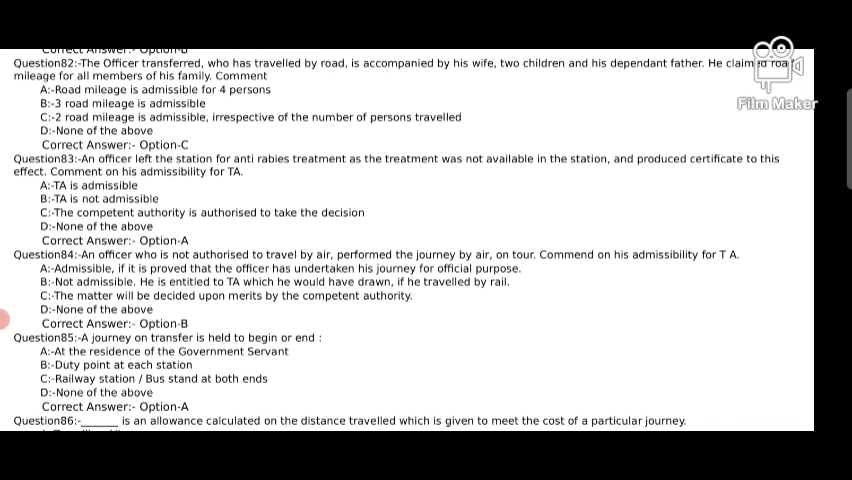 Correct Answer:- Option-B
Question82:-The Officer transferred, who has travelled by road, is accompanied by his wife, two children and his dependant father. He claimed road
mileage for all members of his family. Comment
A:-Road mileage is admissible for 4 persons
B:-3 road mileage is admissible
C:-2 road mileage is admissible, irrespective of the number of persons travelled
D:-None of the above
Correct Answer:- Option-C
Question83:-An officer left the station for anti rabies treatment as the treatment was not available in the station, and produced certificate to this
effect. Comment on his admissibility for TA.
A:-TA is admissible
B:-TA is not admissible
C:-The competent authority is authorised to take the decision
D:-None of the above
Correct Answer:- Option-A
Question84:-An officer who is not authorised to travel by air, performed the journey by air, on tour. Commend on his admissibility for T A.
A:-Admissible, if it is proved that the officer has undertaken his journey for official purpose.
B:-Not admissible. He is entitled to TA which he would have drawn, if he travelled by rail.
C:-The matter will be decided upon merits by the competent authority.
D:-None of the above
Correct Answer:- Option-B
Question85:-A journey on transfer is held to begin or end :
A:-At the residence of the Government Servant
B:-Duty point at each station
C:-Railway station / Bus stand at both ends
D:-None of the above
Correct Answer:- Option-A
Question86:-______ is an allowance calculated on the distance travelled which is given to meet the cost of a particular journey.
Film Maker